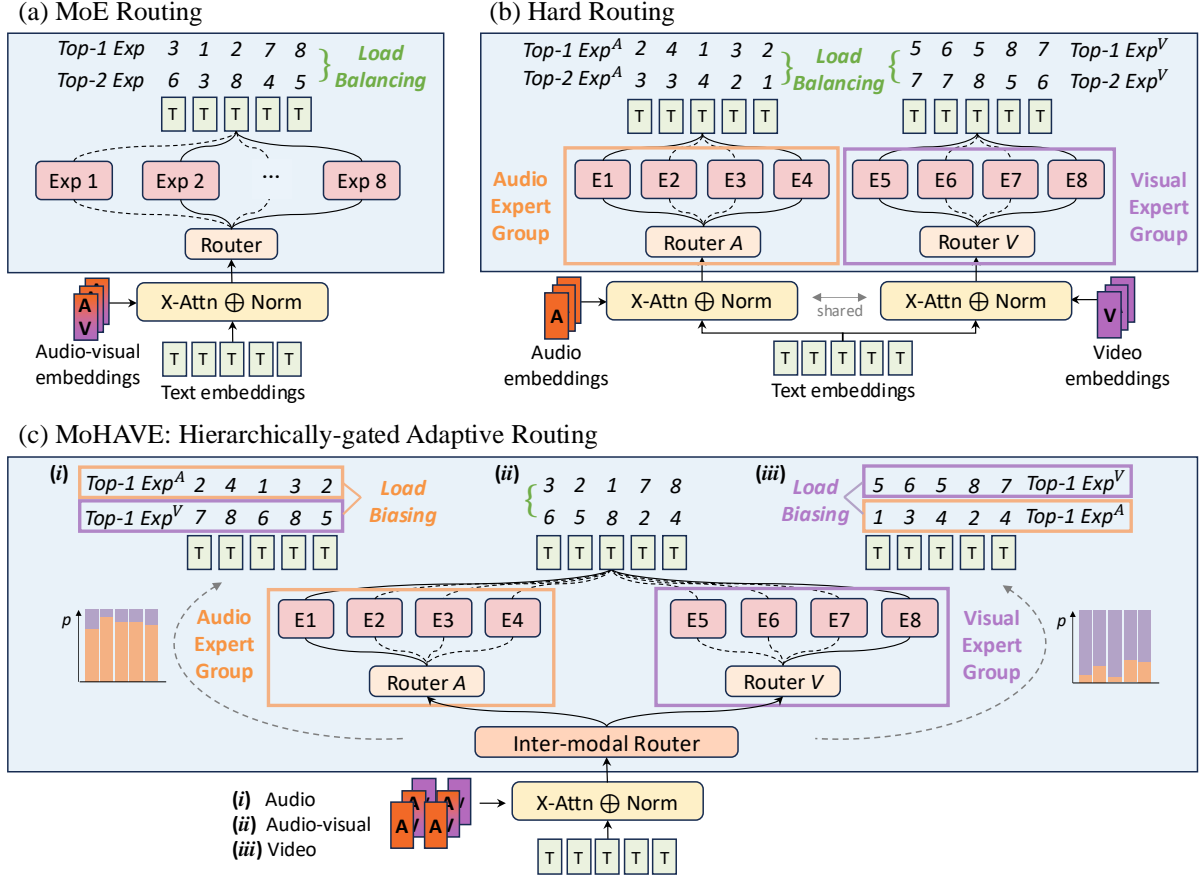 (a) MoE Routing
Top-1 Exp 3 1 2 7 8
Top-2 Exp 6 3 8 4 5
Load Balancing
T T T T T
Exp 1 Exp 2 ... Exp 8
Router
X-Attn ⊕ Norm
A V
Audio-visual embeddings
T T T T T
Text embeddings
(b) Hard Routing
Top-1 Exp^A 2 4 1 3 2
Top-2 Exp^A 3 3 4 2 1
Load Balancing
5 6 5 8 7 Top-1 Exp^V
7 7 8 5 6 Top-2 Exp^V
T T T T T
T T T T T
Audio Expert Group
E1 E2 E3 E4
Router A
E5 E6 E7 E8
Router V
Visual Expert Group
X-Attn ⊕ Norm
shared
X-Attn ⊕ Norm
A
Audio embeddings
T T T T T
Text embeddings
V
Video embeddings
(c) MoHAVE: Hierarchically-gated Adaptive Routing
(i)
Top-1 Exp^A 2 4 1 3 2
Top-1 Exp^V 7 8 6 8 5
Load Biasing
T T T T T
(ii)
3 2 1 7 8
6 5 8 2 4
T T T T T
(iii)
Load Biasing
5 6 5 8 7 Top-1 Exp^V
1 3 4 2 4 Top-1 Exp^A
T T T T T
p
Audio Expert Group
E1 E2 E3 E4
Router A
E5 E6 E7 E8
Router V
Visual Expert Group
p
Inter-modal Router
(i) Audio
(ii) Audio-visual
(iii) Video
A A V A A V
X-Attn ⊕ Norm
T T T T T